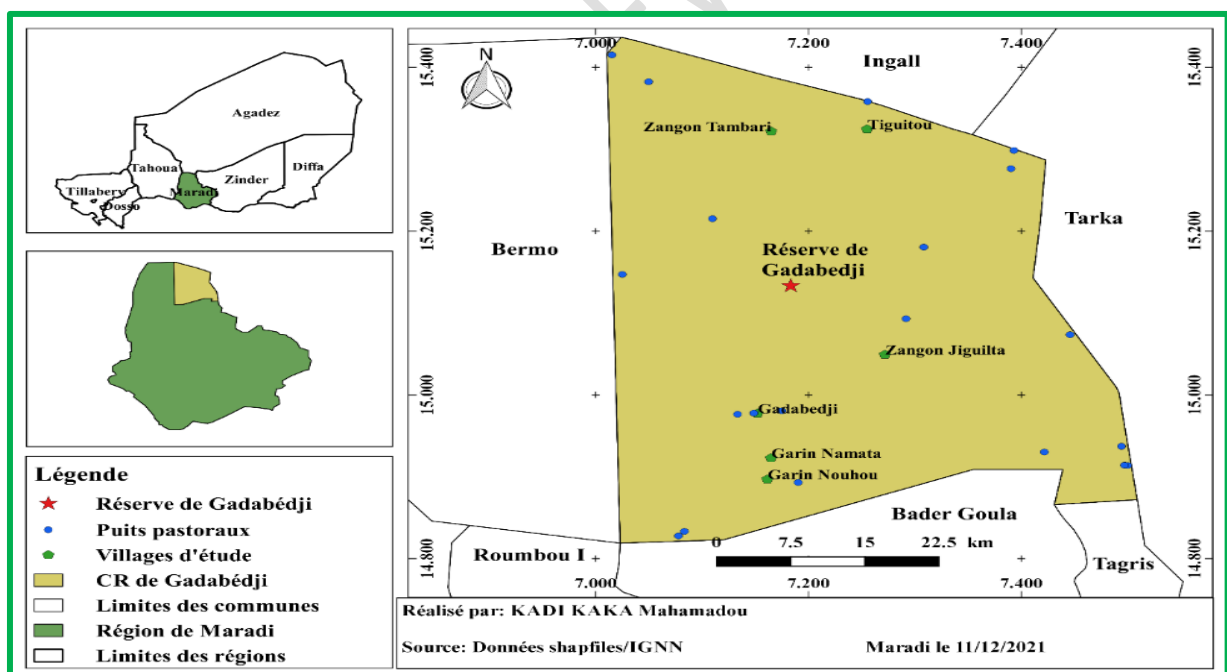 Agadez
Tahoua
Diffa
Zinder
Tillabery
Maradi
Dosso
Légende
Réserve de Gadabédji
Puits pastoraux
Villages d'étude
CR de Gadabédji
Limites des communes
Région de Maradi
Limites des régions
7.000 7.200 7.400
15.400 15.400
N
Ingall
Zangon Tambari Tiguitou
Tarka
15.200 15.200
Bermo
Réserve de
Gadabedji
Zangon Jiguilta
15.000 15.000
Gadabedji
Garin Namata
Garin Nouhou
Bader Goula
0 7.5 15 22.5 km
Roumbou I
Tagris
14.800 14.800
7.000 7.200 7.400
Réalisé par: KADI KAKA Mahamadou
Source: Données shapfiles/IGNN Maradi le 11/12/2021